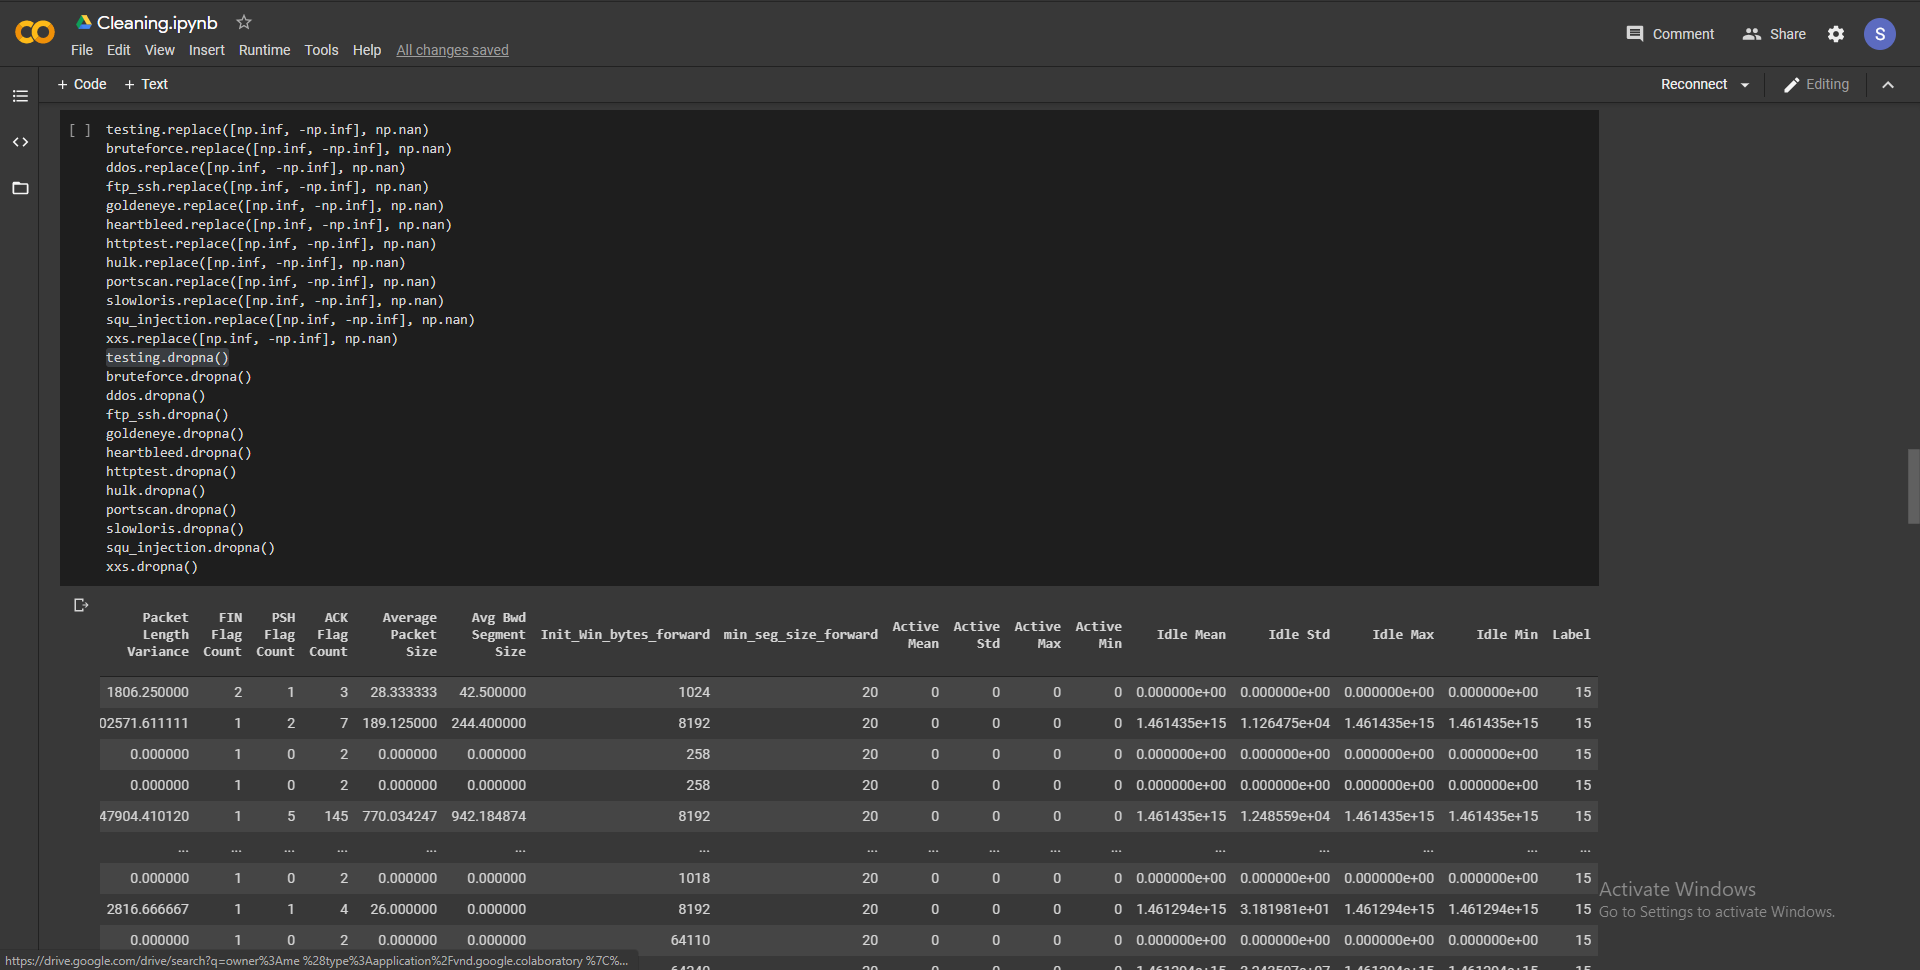 Cleaning.ipynb
File Edit View Insert Runtime Tools Help All changes saved
Comment Share S
+ Code + Text
Reconnect Editing
[ ] testing.replace([np.inf, -np.inf], np.nan)
bruteforce.replace([np.inf, -np.inf], np.nan)
ddos.replace([np.inf, -np.inf], np.nan)
ftp_ssh.replace([np.inf, -np.inf], np.nan)
goldeneye.replace([np.inf, -np.inf], np.nan)
heartbleed.replace([np.inf, -np.inf], np.nan)
httptest.replace([np.inf, -np.inf], np.nan)
hulk.replace([np.inf, -np.inf], np.nan)
portscan.replace([np.inf, -np.inf], np.nan)
slowloris.replace([np.inf, -np.inf], np.nan)
squ_injection.replace([np.inf, -np.inf], np.nan)
xxs.replace([np.inf, -np.inf], np.nan)
testing.dropna()
bruteforce.dropna()
ddos.dropna()
ftp_ssh.dropna()
goldeneye.dropna()
heartbleed.dropna()
httptest.dropna()
hulk.dropna()
portscan.dropna()
slowloris.dropna()
squ_injection.dropna()
xxs.dropna()
Packet Length Variance FIN Flag Count PSH Flag Count ACK Flag Count Average Packet Size Avg Bwd Segment Size Init_Win_bytes_forward min_seg_size_forward Active Mean Active Std Active Max Active Min Idle Mean Idle Std Idle Max Idle Min Label
1806.250000 2 1 3 28.333333 42.500000 1024 20 0 0 0 0 0.000000e+00 0.000000e+00 0.000000e+00 0.000000e+00 15
02571.611111 1 2 7 189.125000 244.400000 8192 20 0 0 0 0 1.461435e+15 1.126475e+04 1.461435e+15 1.461435e+15 15
0.000000 1 0 2 0.000000 0.000000 258 20 0 0 0 0 0.000000e+00 0.000000e+00 0.000000e+00 0.000000e+00 15
0.000000 1 0 2 0.000000 0.000000 258 20 0 0 0 0 0.000000e+00 0.000000e+00 0.000000e+00 0.000000e+00 15
47904.410120 1 5 145 770.034247 942.184874 8192 20 0 0 0 0 1.461435e+15 1.248559e+04 1.461435e+15 1.461435e+15 15
... ... ... ... ... ... ... ... ... ... ... ... ... ... ... ... ...
0.000000 1 0 2 0.000000 0.000000 1018 20 0 0 0 0 0.000000e+00 0.000000e+00 0.000000e+00 0.000000e+00 15
2816.666667 1 1 4 26.000000 0.000000 8192 20 0 0 0 0 1.461294e+15 3.181981e+01 1.461294e+15 1.461294e+15 15
0.000000 1 0 2 0.000000 0.000000 64110 20 0 0 0 0 0.000000e+00 0.000000e+00 0.000000e+00 0.000000e+00 15
Activate Windows
Go to Settings to activate Windows.
https://drive.google.com/drive/search?q=owner%3Ame %28type%3Aapplication%2Fvnd.google.colaboratory %7C%...